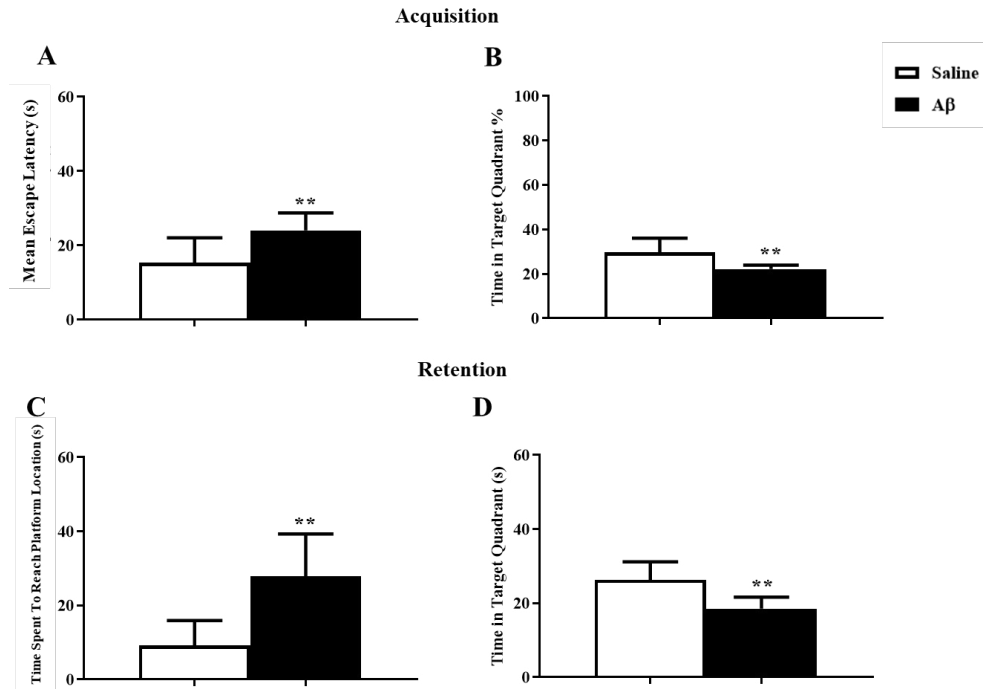 Acquisition
A
B
Saline
Aβ
Mean Escape Latency (s)
60
40
20
0
**
Time in Target Quadrant %
100
80
60
40
20
0
**
Retention
C
D
Time Spent To Reach Platform Location (s)
60
40
20
0
**
Time in Target Quadrant (s)
60
40
20
0
**